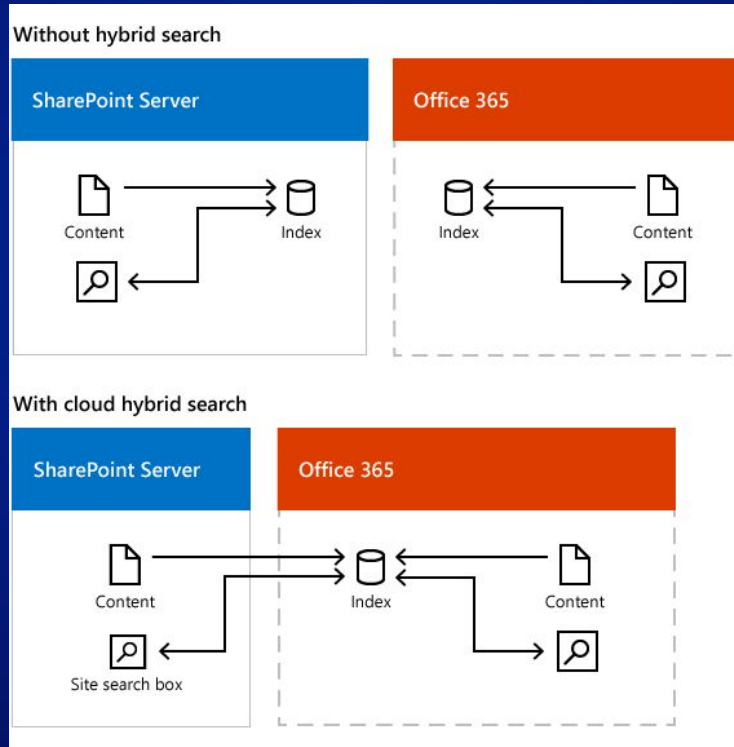 Without hybrid search
SharePoint Server
Office 365
Content
Index
Index
Content
With cloud hybrid search
SharePoint Server
Office 365
Content
Index
Content
Site search box